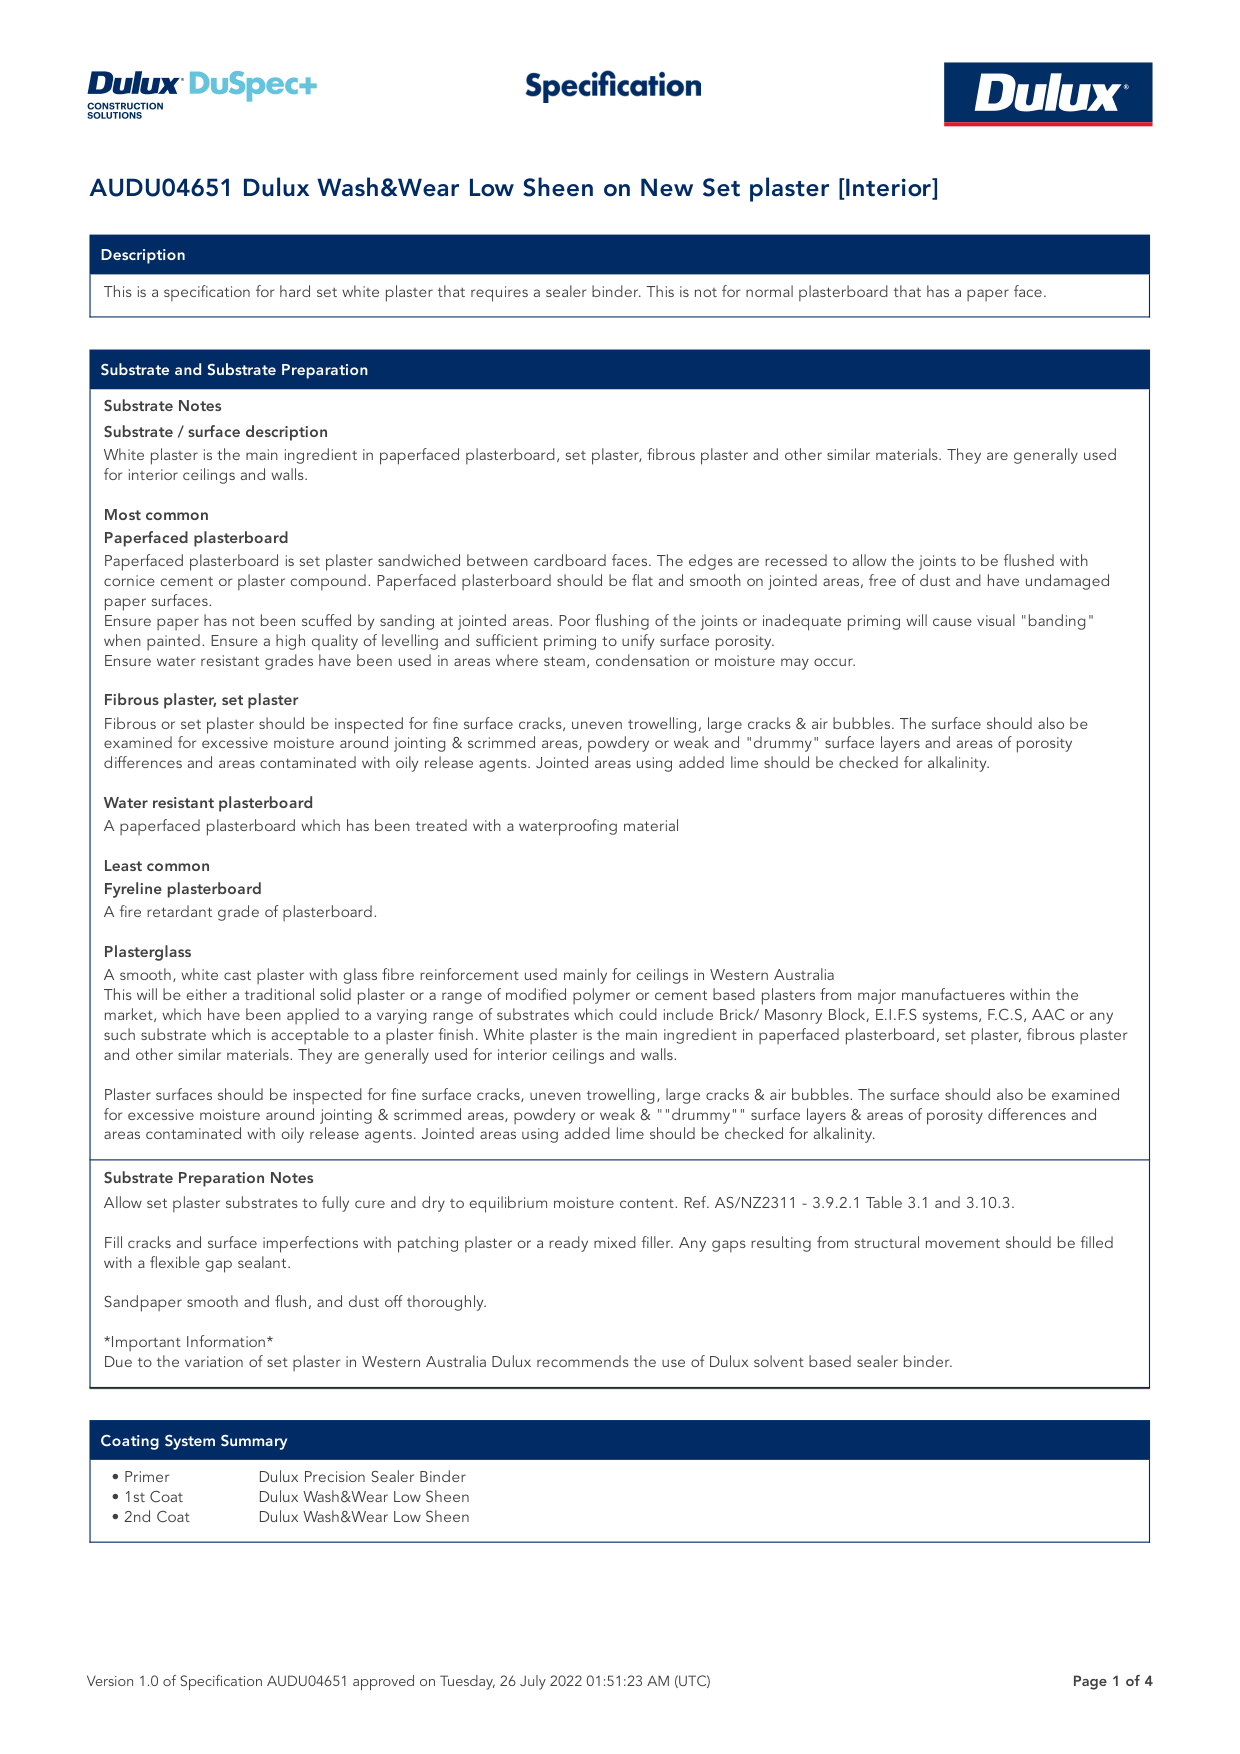 Dulux DuSpec+
CONSTRUCTION
SOLUTIONS
Specification
Dulux®
AUDU04651 Dulux Wash&Wear Low Sheen on New Set plaster [Interior]
Description
This is a specification for hard set white plaster that requires a sealer binder. This is not for normal plasterboard that has a paper face.
Substrate and Substrate Preparation
Substrate Notes
Substrate / surface description
White plaster is the main ingredient in paperfaced plasterboard, set plaster, fibrous plaster and other similar materials. They are generally used
for interior ceilings and walls.
Most common
Paperfaced plasterboard
Paperfaced plasterboard is set plaster sandwiched between cardboard faces. The edges are recessed to allow the joints to be flushed with
cornice cement or plaster compound. Paperfaced plasterboard should be flat and smooth on jointed areas, free of dust and have undamaged
paper surfaces.
Ensure paper has not been scuffed by sanding at jointed areas. Poor flushing of the joints or inadequate priming will cause visual "banding"
when painted. Ensure a high quality of levelling and sufficient priming to unify surface porosity.
Ensure water resistant grades have been used in areas where steam, condensation or moisture may occur.
Fibrous plaster, set plaster
Fibrous or set plaster should be inspected for fine surface cracks, uneven trowelling, large cracks & air bubbles. The surface should also be
examined for excessive moisture around jointing & scrimmed areas, powdery or weak and "drummy" surface layers and areas of porosity
differences and areas contaminated with oily release agents. Jointed areas using added lime should be checked for alkalinity.
Water resistant plasterboard
A paperfaced plasterboard which has been treated with a waterproofing material
Least common
Fyreline plasterboard
A fire retardant grade of plasterboard.
Plasterglass
A smooth, white cast plaster with glass fibre reinforcement used mainly for ceilings in Western Australia
This will be either a traditional solid plaster or a range of modified polymer or cement based plasters from major manufactueres within the
market, which have been applied to a varying range of substrates which could include Brick/ Masonry Block, E.I.F.S systems, F.C.S, AAC or any
such substrate which is acceptable to a plaster finish. White plaster is the main ingredient in paperfaced plasterboard, set plaster, fibrous plaster
and other similar materials. They are generally used for interior ceilings and walls.
Plaster surfaces should be inspected for fine surface cracks, uneven trowelling, large cracks & air bubbles. The surface should also be examined
for excessive moisture around jointing & scrimmed areas, powdery or weak & ""drummy"" surface layers & areas of porosity differences and
areas contaminated with oily release agents. Jointed areas using added lime should be checked for alkalinity.
Substrate Preparation Notes
Allow set plaster substrates to fully cure and dry to equilibrium moisture content. Ref. AS/NZ2311 - 3.9.2.1 Table 3.1 and 3.10.3.
Fill cracks and surface imperfections with patching plaster or a ready mixed filler. Any gaps resulting from structural movement should be filled
with a flexible gap sealant.
Sandpaper smooth and flush, and dust off thoroughly.
*Important Information*
Due to the variation of set plaster in Western Australia Dulux recommends the use of Dulux solvent based sealer binder.
Coating System Summary
• Primer Dulux Precision Sealer Binder
• 1st Coat Dulux Wash&Wear Low Sheen
• 2nd Coat Dulux Wash&Wear Low Sheen
Version 1.0 of Specification AUDU04651 approved on Tuesday, 26 July 2022 01:51:23 AM (UTC)
Page 1 of 4